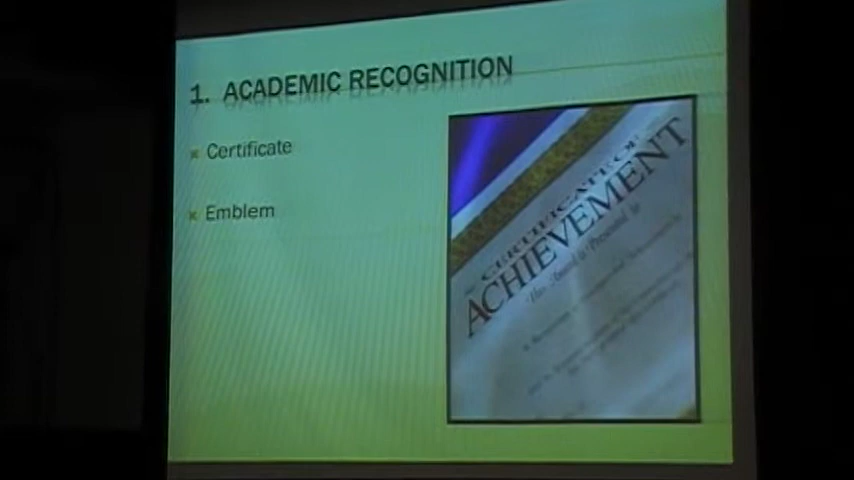 1. ACADEMIC RECOGNITION
Certificate
Emblem
CERTIFICATE OF
ACHIEVEMENT
This Award is Presented to